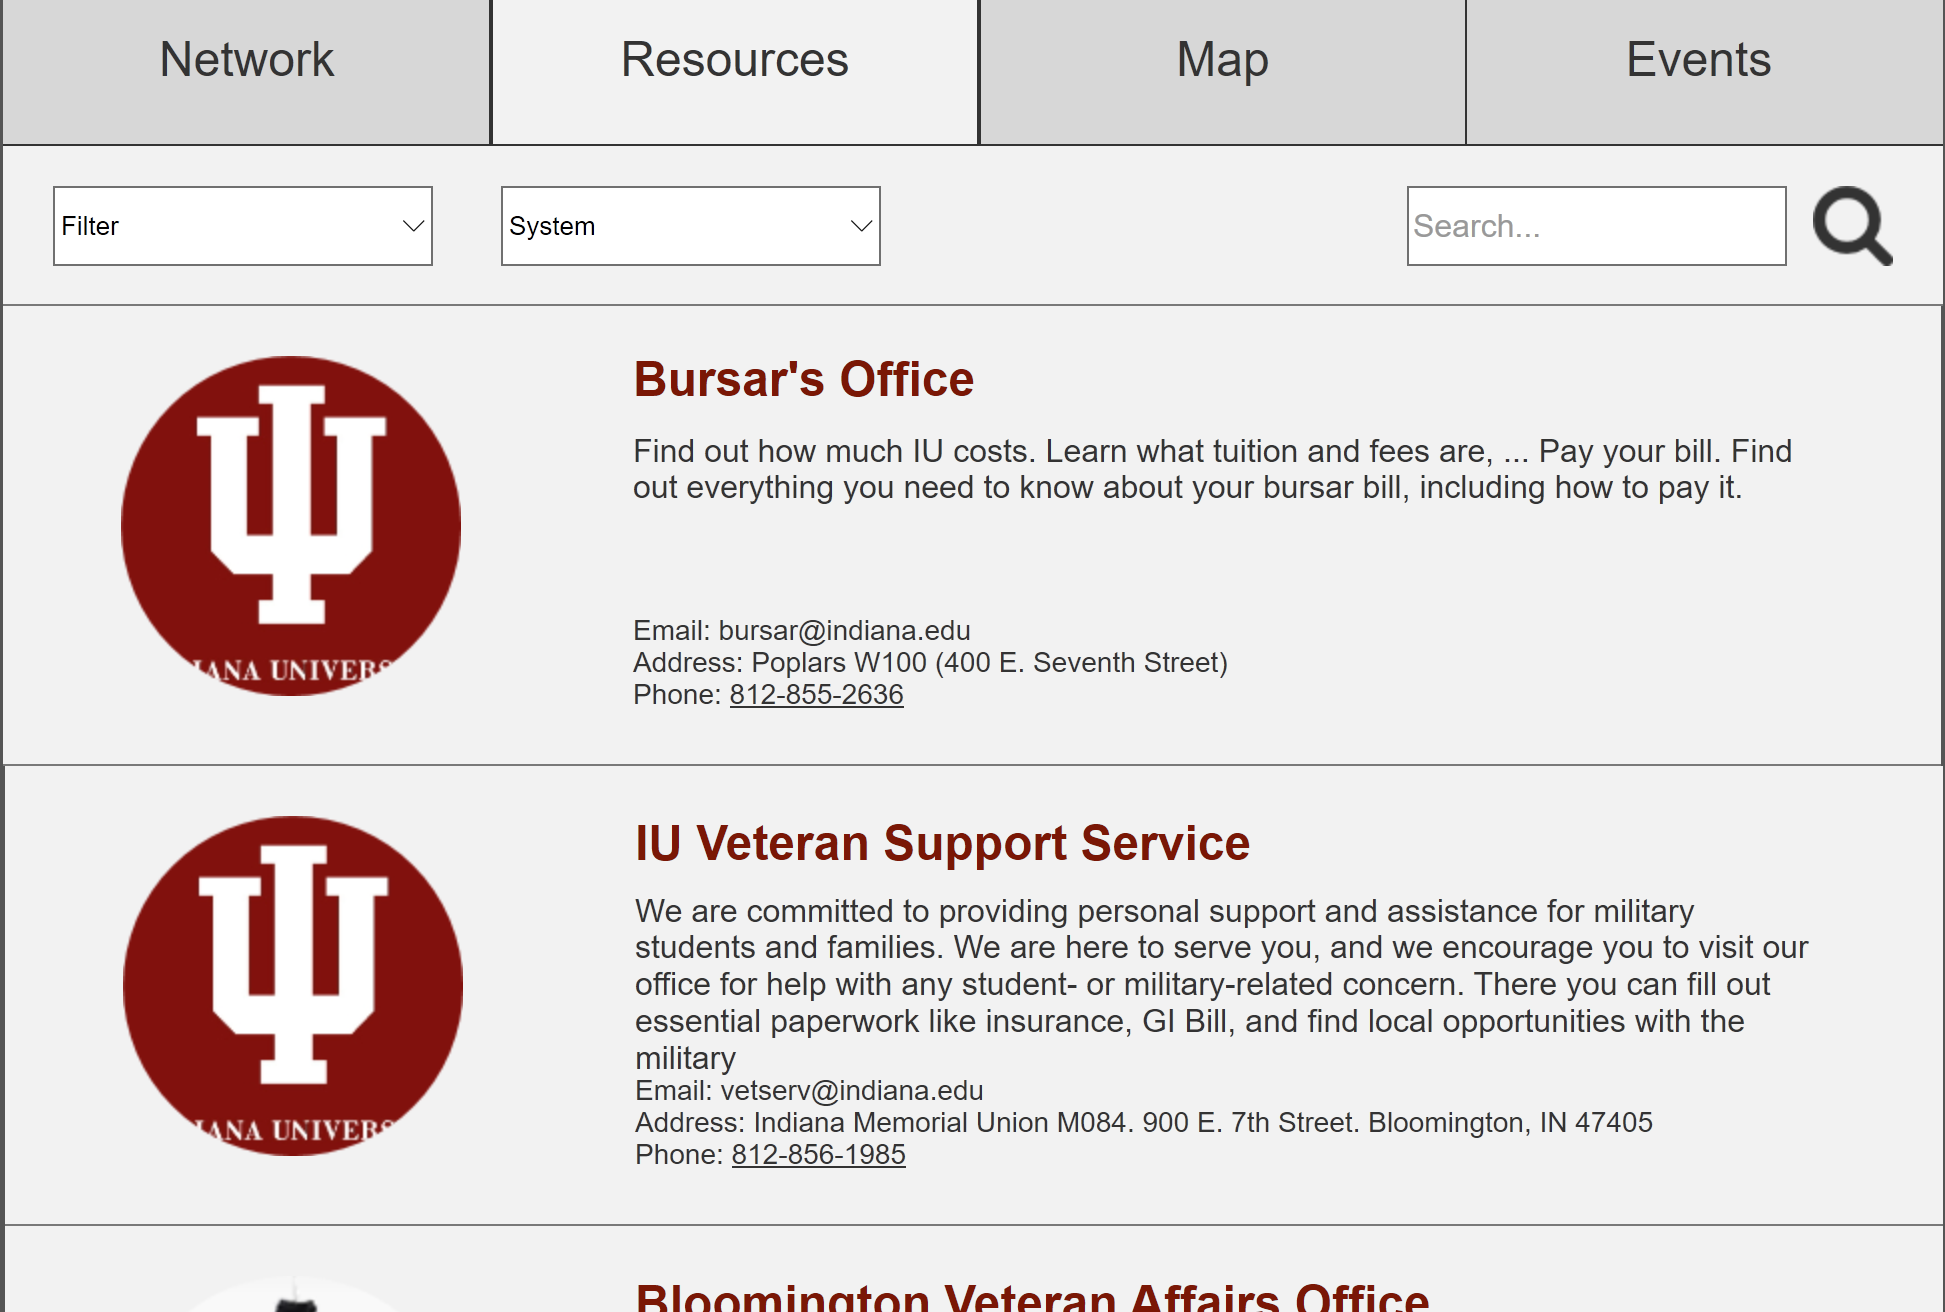 Network
Resources
Map
Events
Filter
System
Search...
Bursar's Office
Find out how much IU costs. Learn what tuition and fees are, ... Pay your bill. Find
out everything you need to know about your bursar bill, including how to pay it.
Email: bursar@indiana.edu
Address: Poplars W100 (400 E. Seventh Street)
Phone: 812-855-2636
IANA UNIVERS
IU Veteran Support Service
We are committed to providing personal support and assistance for military
students and families. We are here to serve you, and we encourage you to visit our
office for help with any student- or military-related concern. There you can fill out
essential paperwork like insurance, GI Bill, and find local opportunities with the
military
Email: vetserv@indiana.edu
Address: Indiana Memorial Union M084. 900 E. 7th Street. Bloomington, IN 47405
Phone: 812-856-1985
IANA UNIVERS
Bloomington Veteran Affairs Office